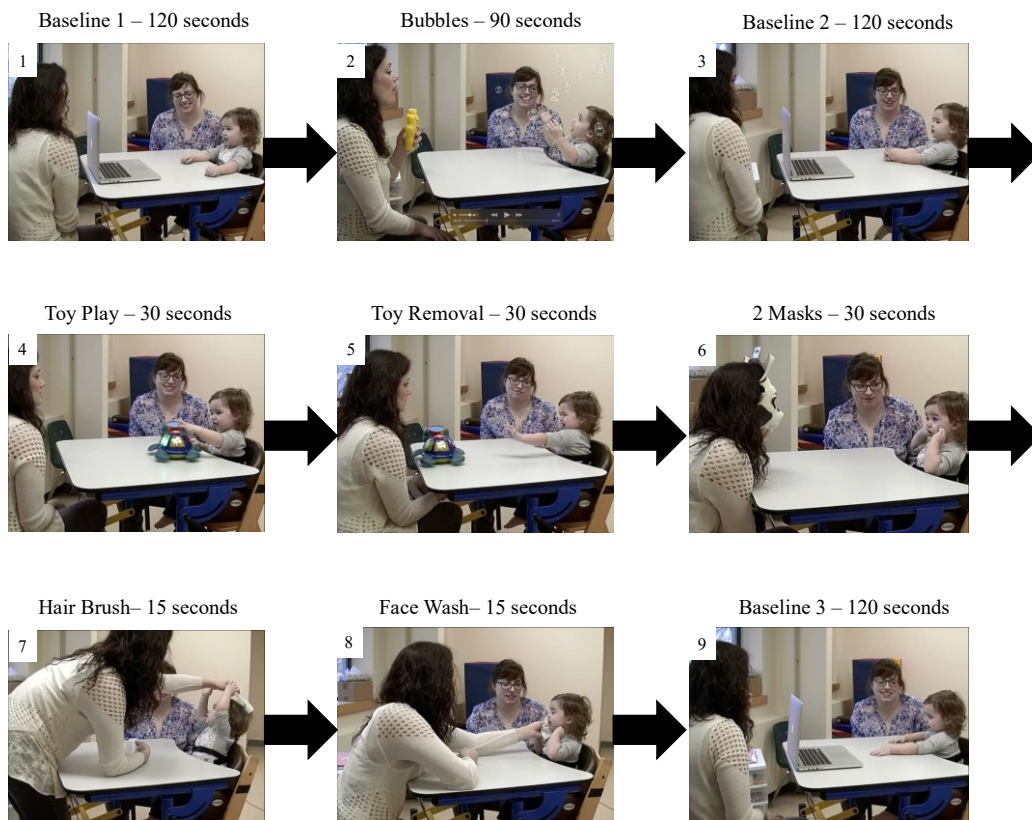 Baseline 1 – 120 seconds
Bubbles – 90 seconds
Baseline 2 – 120 seconds
1
2
3
Toy Play – 30 seconds
Toy Removal – 30 seconds
2 Masks – 30 seconds
4
5
6
Hair Brush– 15 seconds
Face Wash– 15 seconds
Baseline 3 – 120 seconds
7
8
9